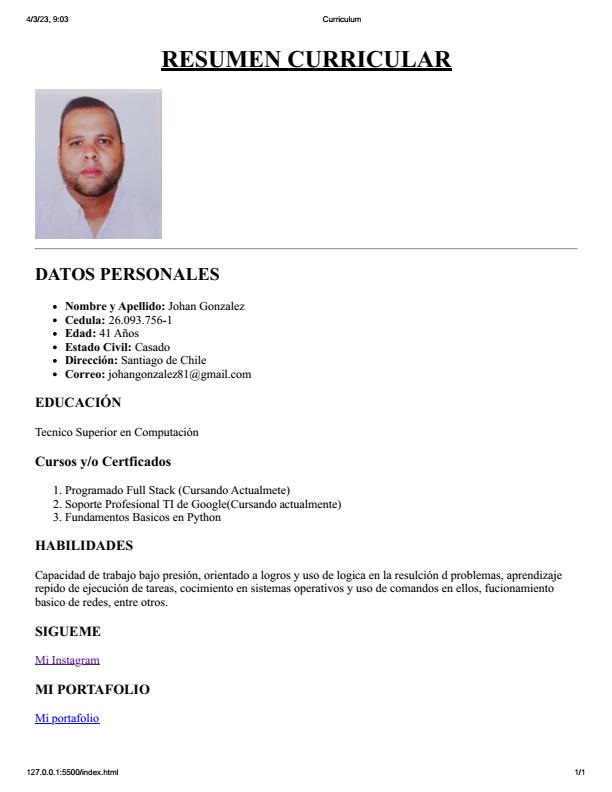 4/3/23, 9:03 Curriculum
RESUMEN CURRICULAR
DATOS PERSONALES
• Nombre y Apellido: Johan Gonzalez
• Cedula: 26.093.756-1
• Edad: 41 Años
• Estado Civil: Casado
• Dirección: Santiago de Chile
• Correo: johangonzalez81@gmail.com
EDUCACIÓN
Tecnico Superior en Computación
Cursos y/o Certficados
1. Programado Full Stack (Cursando Actualmete)
2. Soporte Profesional TI de Google(Cursando actualmente)
3. Fundamentos Basicos en Python
HABILIDADES
Capacidad de trabajo bajo presión, orientado a logros y uso de logica en la resulción d problemas, aprendizaje
repido de ejecución de tareas, cocimiento en sistemas operativos y uso de comandos en ellos, fucionamiento
basico de redes, entre otros.
SIGUEME
Mi Instagram
MI PORTAFOLIO
Mi portafolio
127.0.0.1:5500/index.html 1/1